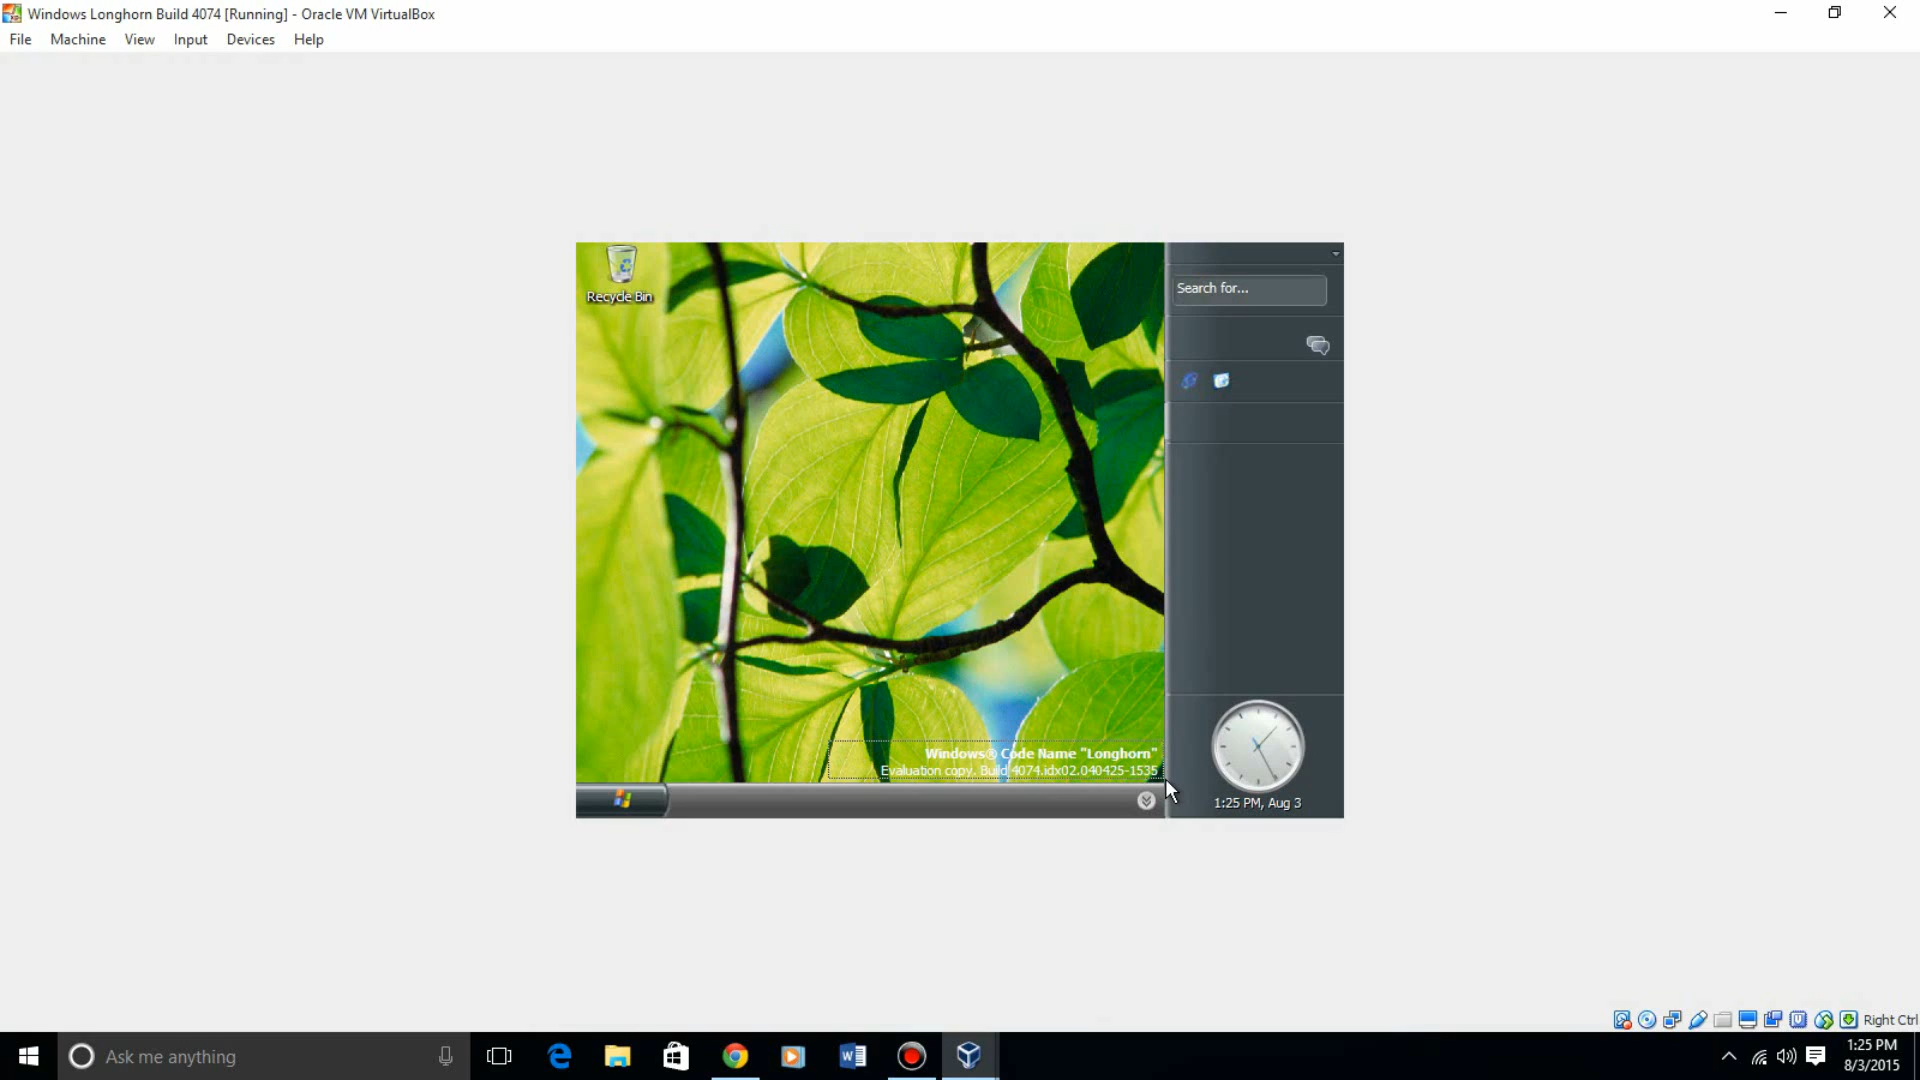 Windows Longhorn Build 4074 [Running] - Oracle VM VirtualBox
File Machine View Input Devices Help
Recycle Bin
Search for...
Windows® Code Name "Longhorn"
Evaluation copy. Build 4074.idx02.040425-1535
1:25 PM, Aug 3
Right Ctrl
Ask me anything
1:25 PM
8/3/2015